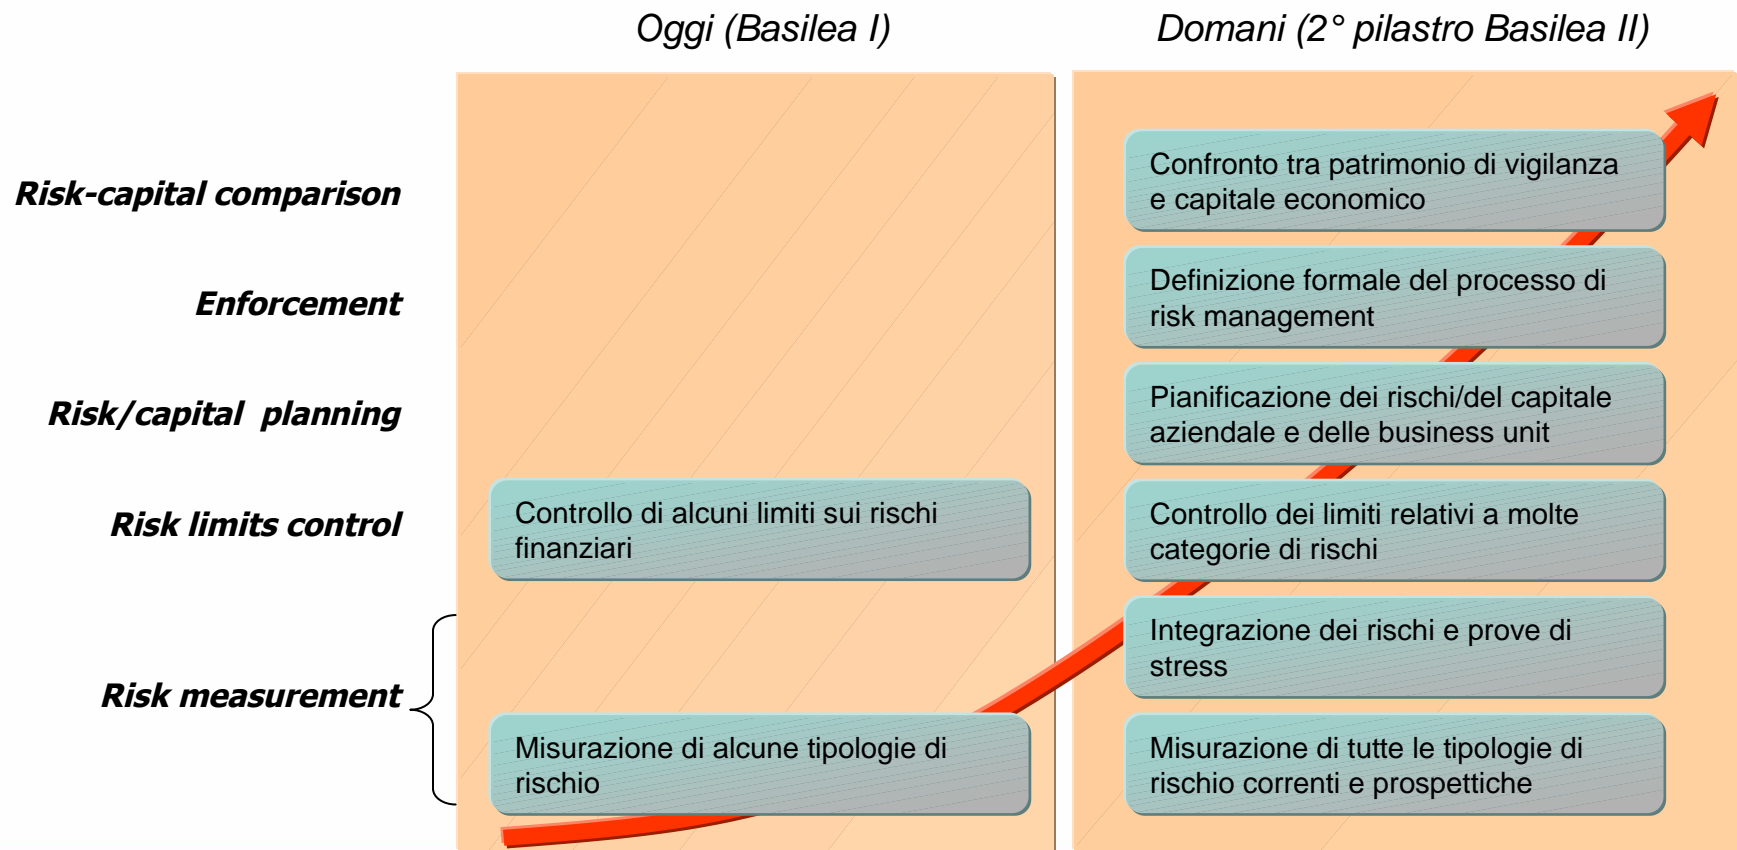 Oggi (Basilea I)
Domani (2° pilastro Basilea II)
Risk-capital comparison
Confronto tra patrimonio di vigilanza
e capitale economico
Enforcement
Definizione formale del processo di
risk management
Risk/capital planning
Pianificazione dei rischi/del capitale
aziendale e delle business unit
Risk limits control
Controllo di alcuni limiti sui rischi
finanziari
Controllo dei limiti relativi a molte
categorie di rischi
Risk measurement
Integrazione dei rischi e prove di
stress
Misurazione di alcune tipologie di
rischio
Misurazione di tutte le tipologie di
rischio correnti e prospettiche